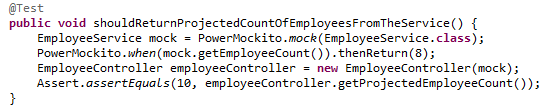 @Test
public void shouldReturnProjectedCountOfEmployeesFromTheService() {
EmployeeService mock = PowerMockito.mock(EmployeeService.class);
PowerMockito.when(mock.getEmployeeCount()).thenReturn(8);
EmployeeController employeeController = new EmployeeController(mock);
Assert.assertEquals(10, employeeController.getProjectedEmployeeCount());
}